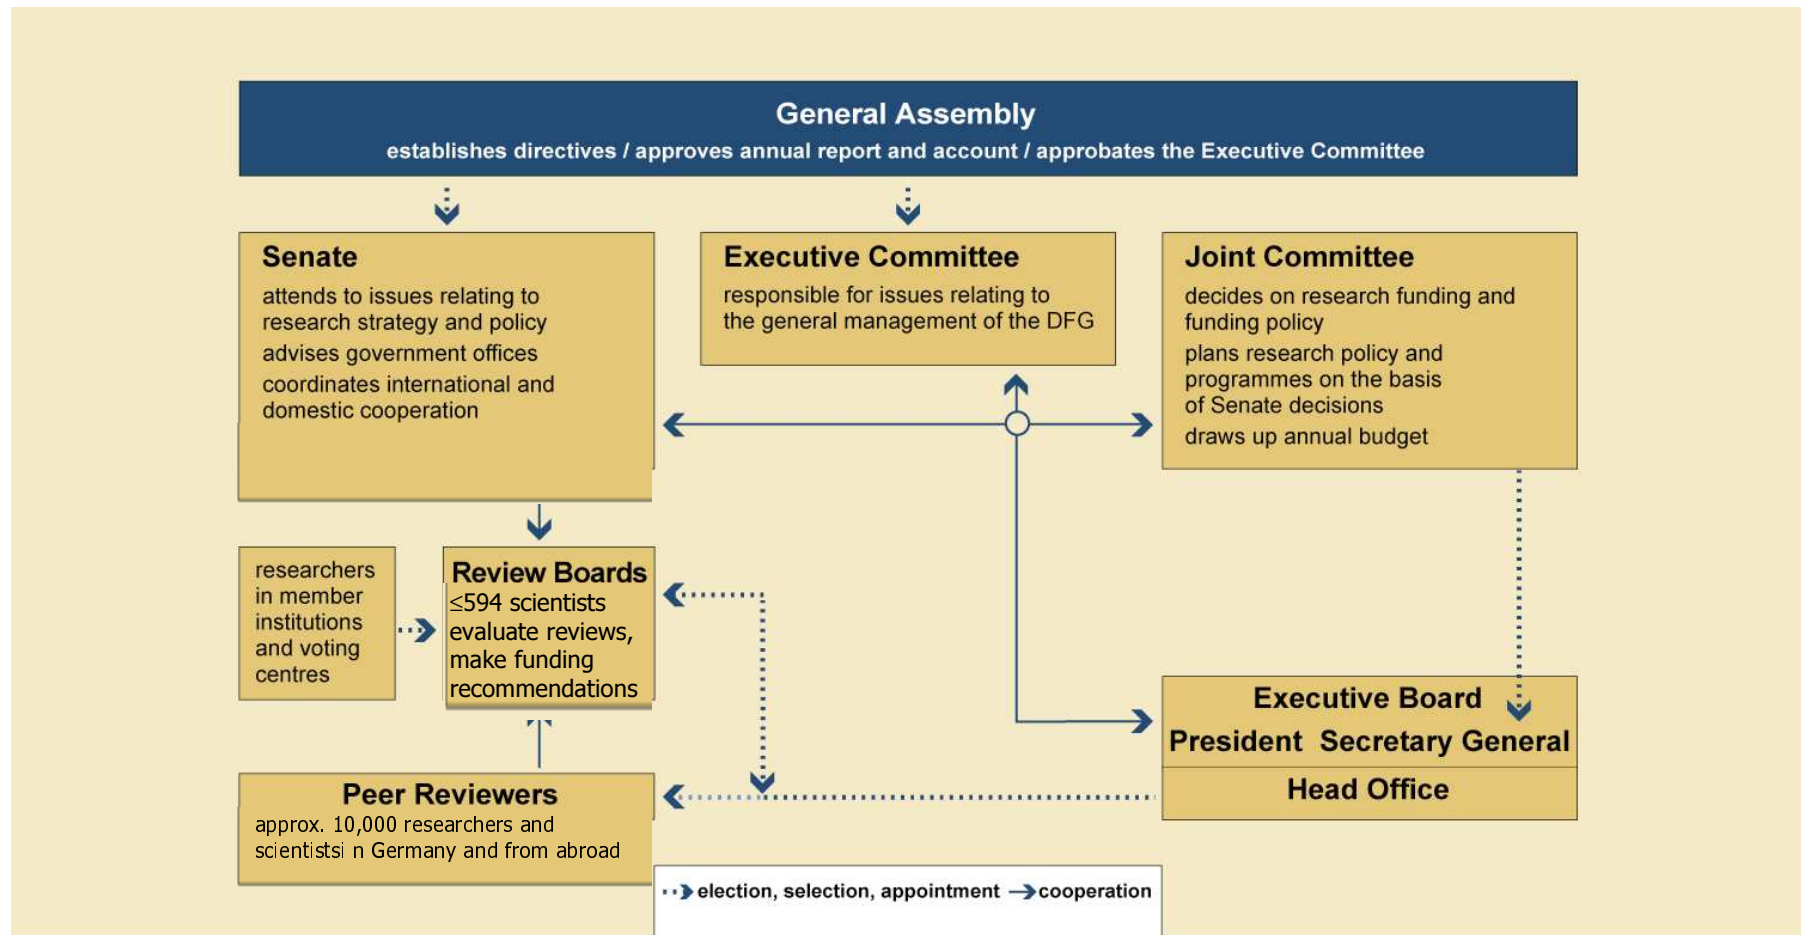 General Assembly
establishes directives / approves annual report and account / approbates the Executive Committee
Senate
attends to issues relating to
research strategy and policy
advises government offices
coordinates international and
domestic cooperation
Executive Committee
responsible for issues relating to
the general management of the DFG
Joint Committee
decides on research funding and
funding policy
plans research policy and
programmes on the basis
of Senate decisions
draws up annual budget
researchers
in member
institutions
and voting
centres
Review Boards
≤594 scientists
evaluate reviews,
make funding
recommendations
Executive Board
President Secretary General
Head Office
Peer Reviewers
approx. 10,000 researchers and
scientistsi n Germany and from abroad
election, selection, appointment cooperation